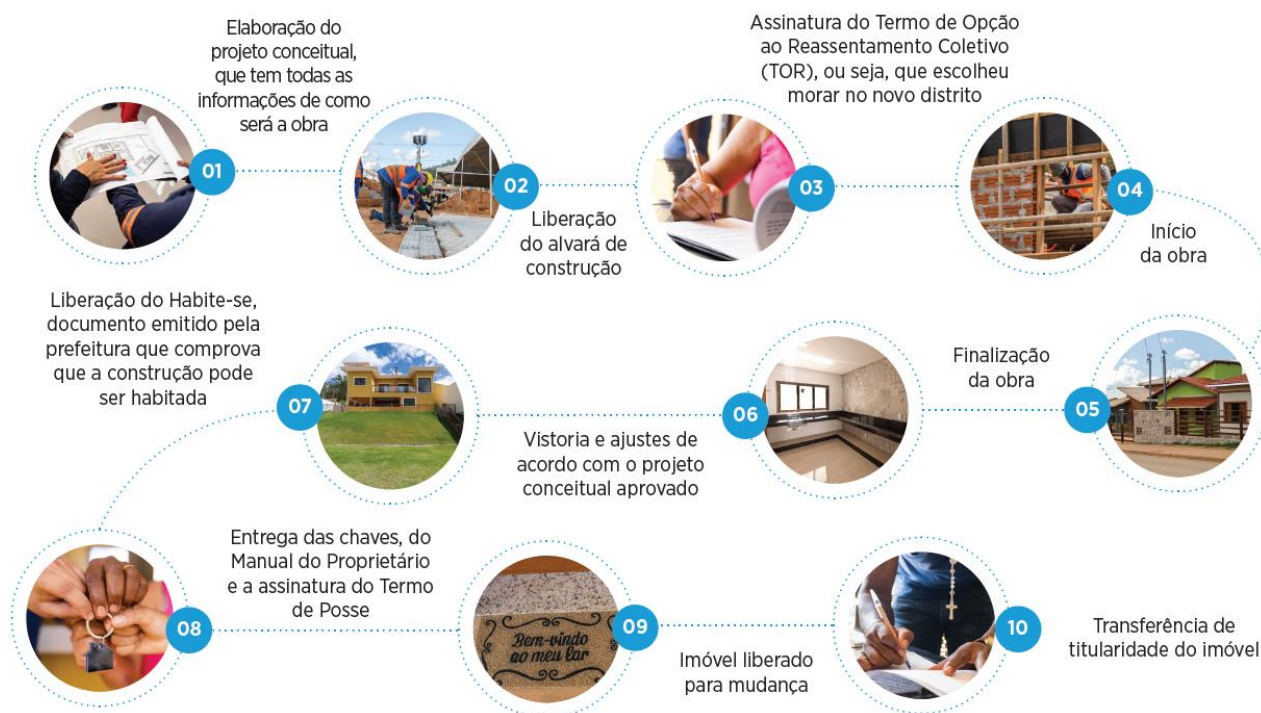 Elaboração do
projeto conceitual,
que tem todas as
informações de como
será a obra
01
02
Liberação
do alvará de
construção
Assinatura do Termo de Opção
ao Reassentamento Coletivo
(TOR), ou seja, que escolheu
morar no novo distrito
03
04
Início
da obra
Finalização
da obra
05
06
Vistoria e ajustes de
acordo com o projeto
conceitual aprovado
Liberação do Habite-se,
documento emitido pela
prefeitura que comprova
que a construção pode
ser habitada
07
08
Entrega das chaves, do
Manual do Proprietário
e a assinatura do Termo
de Posse
Bem-vindo
ao meu lar
09
Imóvel liberado
para mudança
10
Transferência de
titularidade do imóvel